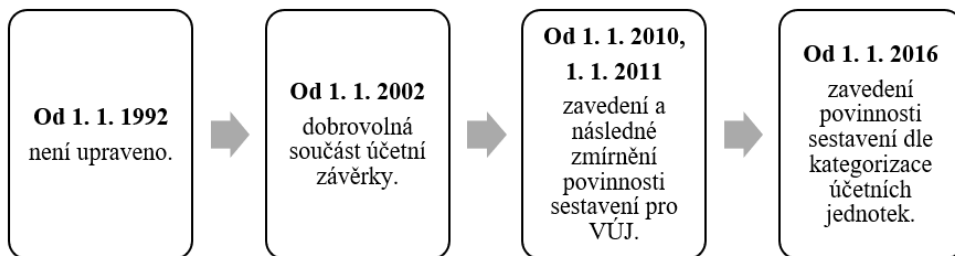 Od 1. 1. 1992
není upraveno.
Od 1. 1. 2002
dobrovolná
součást účetní
závěrky.
Od 1. 1. 2010,
1. 1. 2011
zavedení a
následné
zmírnění
povinnosti
sestavení pro
VÚJ.
Od 1. 1. 2016
zavedení
povinnosti
sestavení dle
kategorizace
účetních
jednotek.